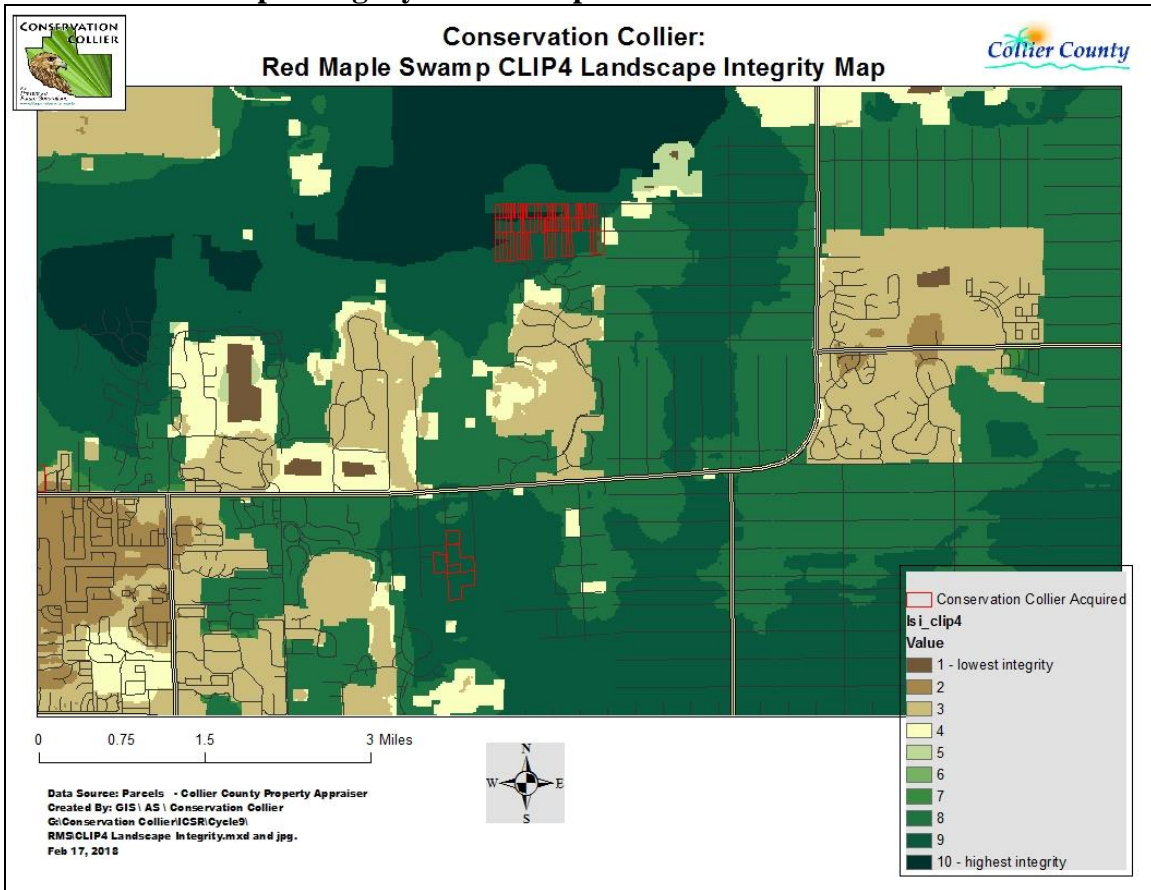 CONSERVATION
COLLIER
Conservation Collier:
Red Maple Swamp CLIP4 Landscape Integrity Map
Collier County
Conservation Collier Acquired
lsi_clip4
Value
1 - lowest integrity
2
3
4
5
6
7
8
9
10 - highest integrity
0 0.75 1.5 3 Miles
N
W E
S
Data Source: Parcels - Collier County Property Appraiser
Created By: GIS \ AS \ Conservation Collier
G:\Conservation Collier\ICSR\Cycle9\
RMS\CLIP4 Landscape Integrity.mxd and jpg.
Feb 17, 2018